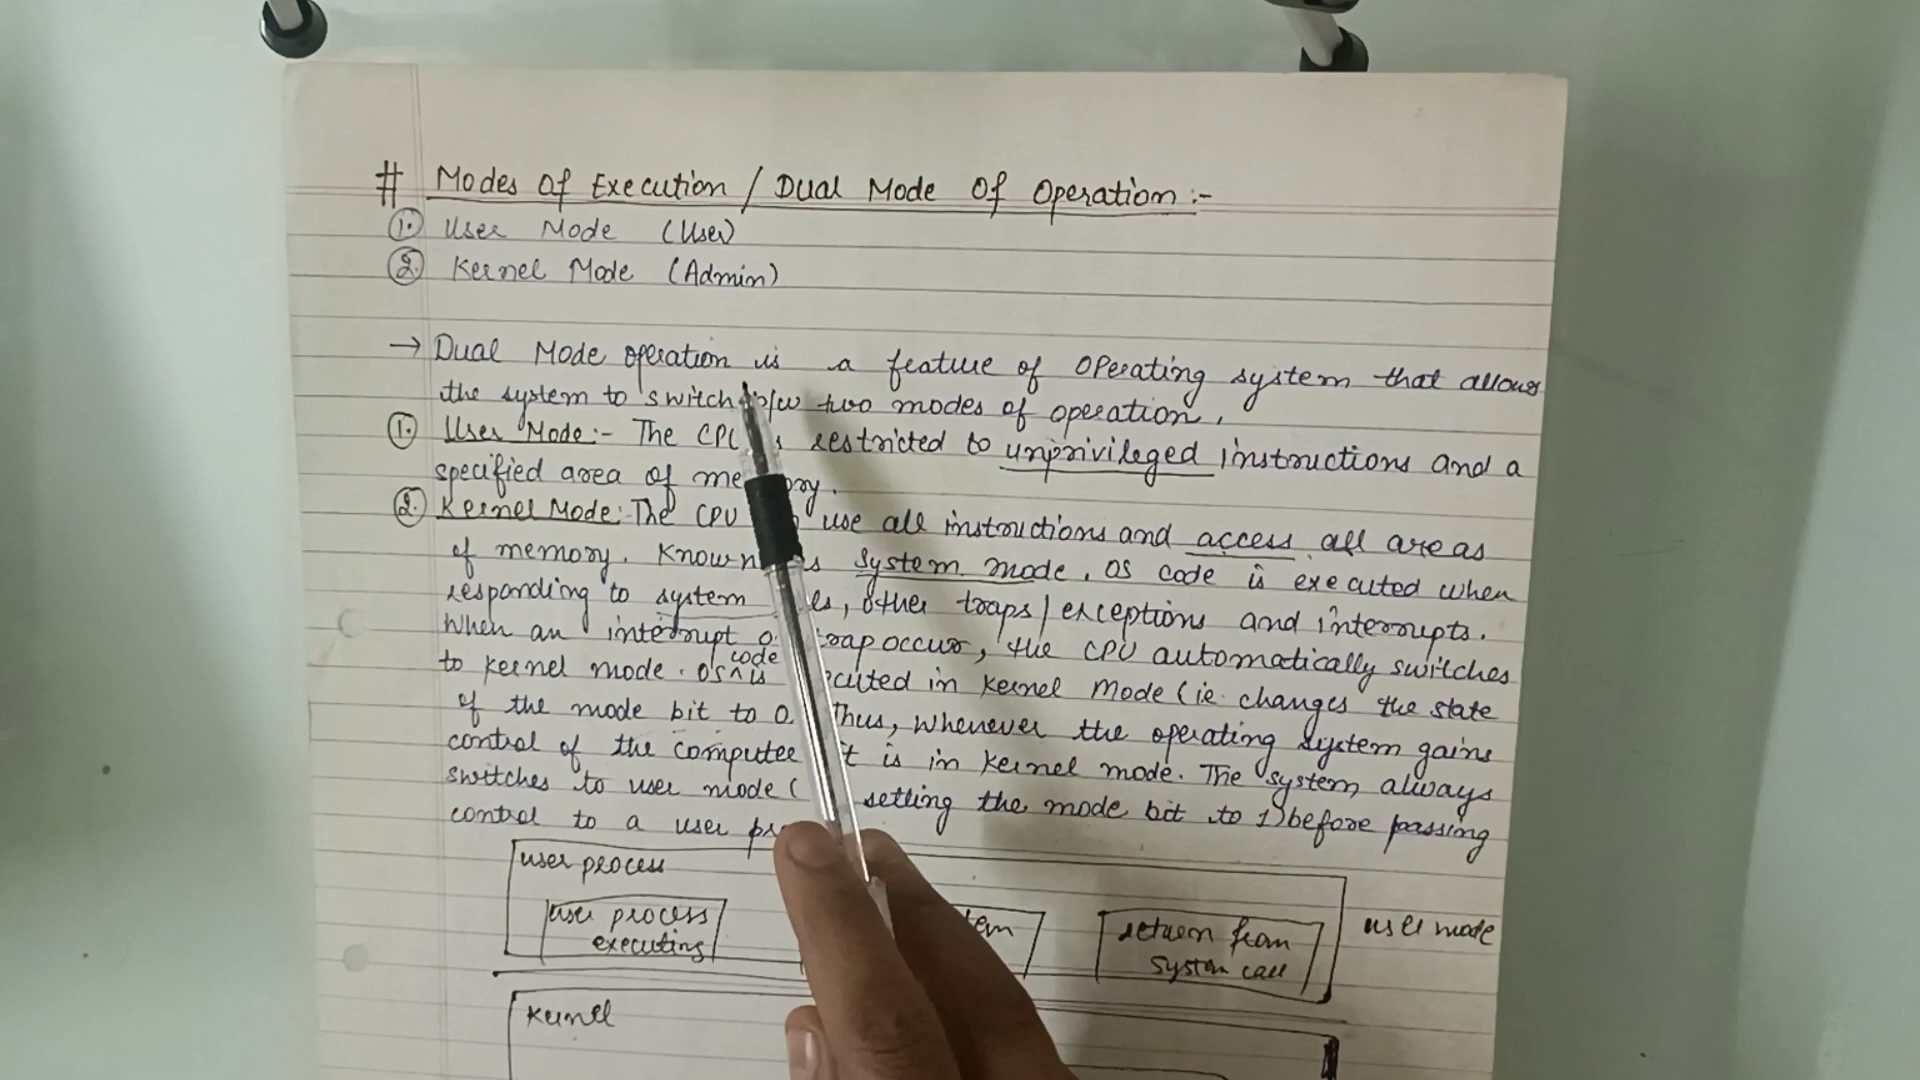 # Modes Of Execution / Dual Mode Of Operation :-
1. User Mode (User)
2. Kernel Mode (Admin)
→ Dual Mode operation is a feature of Operating system that allows
the system to switch b/w two modes of operation.
1. User Mode :- The CPU restricted to unprivileged instructions and a
specified area of memory.
2. Kernel Mode :- The CPU use all instructions and access all areas
of memory. Known as system mode. OS code is executed when
responding to system other traps/exceptions and interrupts.
When an interrupt trap occurs, the CPU automatically switches
to kernel mode. OS code is in Kernel Mode (i.e. changes the state
of the mode bit to 0. Thus, whenever the operating system gains
control of the computer it is in kernel mode. The system always
switches to user mode ( setting the mode bit to 1) before passing
control to a user
user process
user process
executing
return from
system call
user mode
Kernel